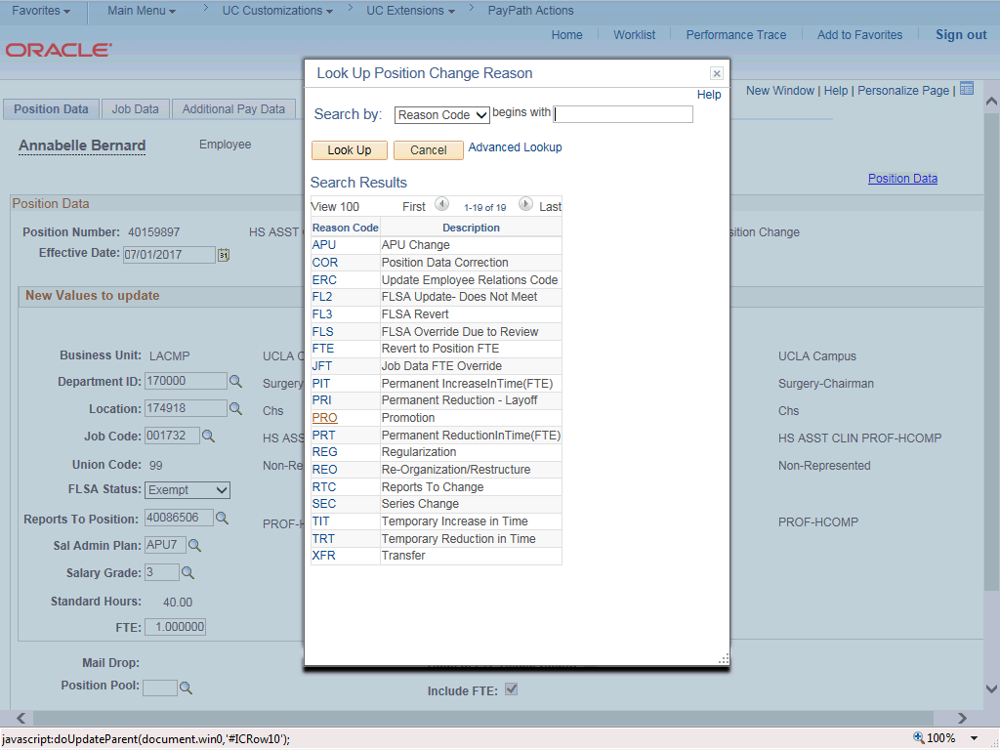 Favorites Main Menu > UC Customizations > UC Extensions > PayPath Actions
Home Worklist Performance Trace Add to Favorites Sign out
ORACLE
Look Up Position Change Reason
Help
Search by: Reason Code begins with
Look Up Cancel Advanced Lookup
Search Results
View 100 First 1-19 of 19 Last
Reason Code Description
APU APU Change
COR Position Data Correction
ERC Update Employee Relations Code
FL2 FLSA Update- Does Not Meet
FL3 FLSA Revert
FLS FLSA Override Due to Review
FTE Revert to Position FTE
JFT Job Data FTE Override
PIT Permanent IncreaseInTime(FTE)
PRI Permanent Reduction - Layoff
PRO Promotion
PRT Permanent ReductionInTime(FTE)
REG Regularization
REO Re-Organization/Restructure
RTC Reports To Change
SEC Series Change
TIT Temporary Increase in Time
TRT Temporary Reduction in Time
XFR Transfer
New Window | Help | Personalize Page |
Position Data Job Data Additional Pay Data
Annabelle Bernard Employee
Position Data
Position Data
Position Number: 40159897 HS ASST
sition Change
Effective Date: 07/01/2017 31
New Values to update
Business Unit: LACMP UCLA C UCLA Campus
Department ID: 170000 Surgery Surgery-Chairman
Location: 174918 Chs Chs
Job Code: 001732 HS ASS HS ASST CLIN PROF-HCOMP
Union Code: 99 Non-Re Non-Represented
FLSA Status: Exempt
Reports To Position: 40086506 PROF-H PROF-HCOMP
Sal Admin Plan: APU7
Salary Grade: 3
Standard Hours: 40.00
FTE: 1.000000
Mail Drop:
Position Pool:
Include FTE:
javascript:doUpdateParent(document.win0,'#ICRow10'); 100%